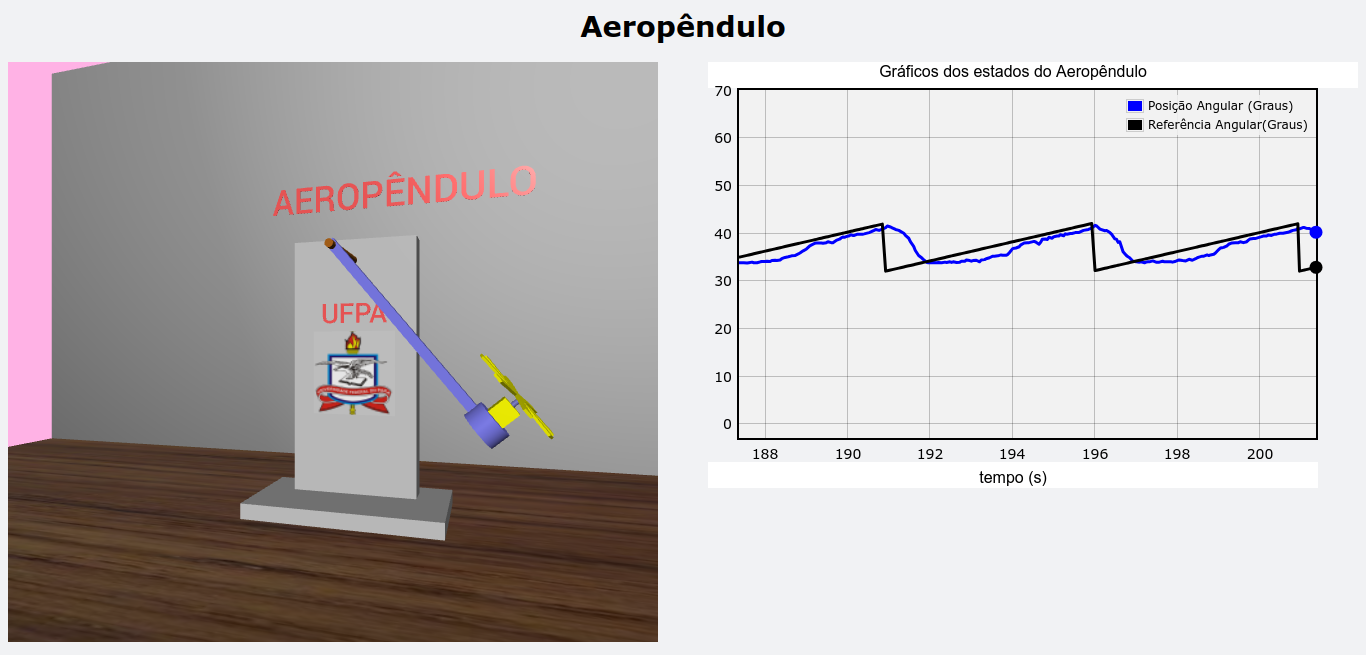 Aeropêndulo
AEROPÊNDULO
UFPA
Gráficos dos estados do Aeropêndulo
70
60
50
40
30
20
10
0
Posição Angular (Graus)
Referência Angular(Graus)
188 190 192 194 196 198 200
tempo (s)